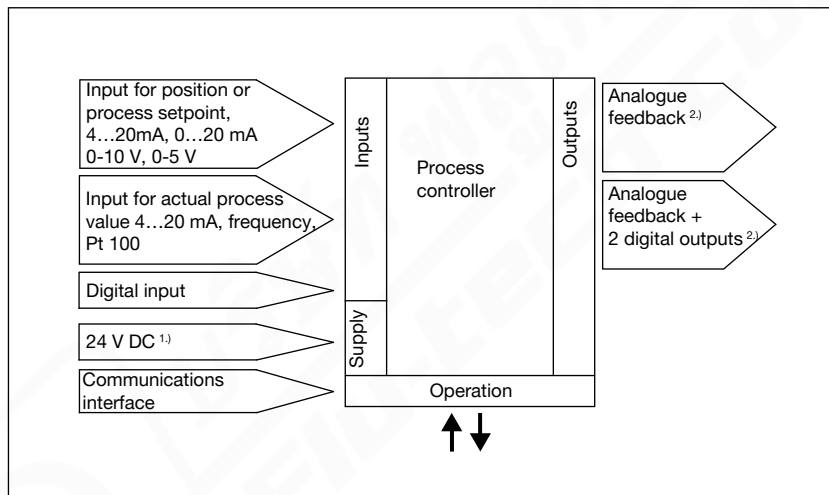 Input for position or
process setpoint,
4…20mA, 0…20 mA
0-10 V, 0-5 V
Input for actual process
value 4…20 mA, frequency,
Pt 100
Digital input
24 V DC 1.)
Communications
interface
Inputs
Supply
Process
controller
Operation
Outputs
Analogue
feedback 2.)
Analogue
feedback +
2 digital outputs 2.)